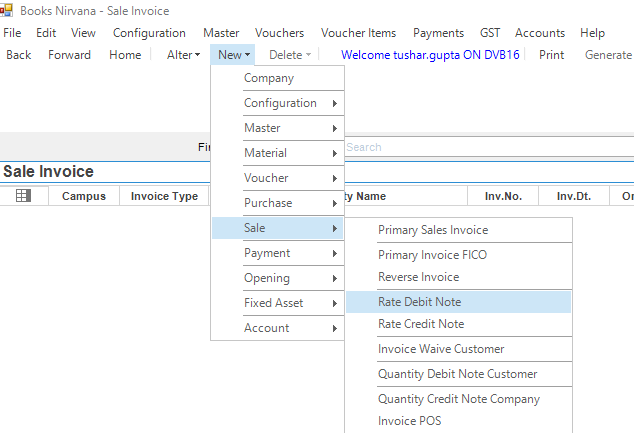 Books Nirvana - Sale Invoice
File Edit View Configuration Master Vouchers Voucher Items Payments GST Accounts Help
Back Forward Home Alter New Delete Welcome tushar.gupta ON DVB16 Print Generate
Company
Configuration
Fi Search
Master
Material
Sale Invoice
Voucher
Campus Invoice Type ty Name Inv.No. Inv.Dt. Or
Purchase
Sale
Primary Sales Invoice
Payment
Primary Invoice FICO
Opening
Reverse Invoice
Fixed Asset
Rate Debit Note
Account
Rate Credit Note
Invoice Waive Customer
Quantity Debit Note Customer
Quantity Credit Note Company
Invoice POS